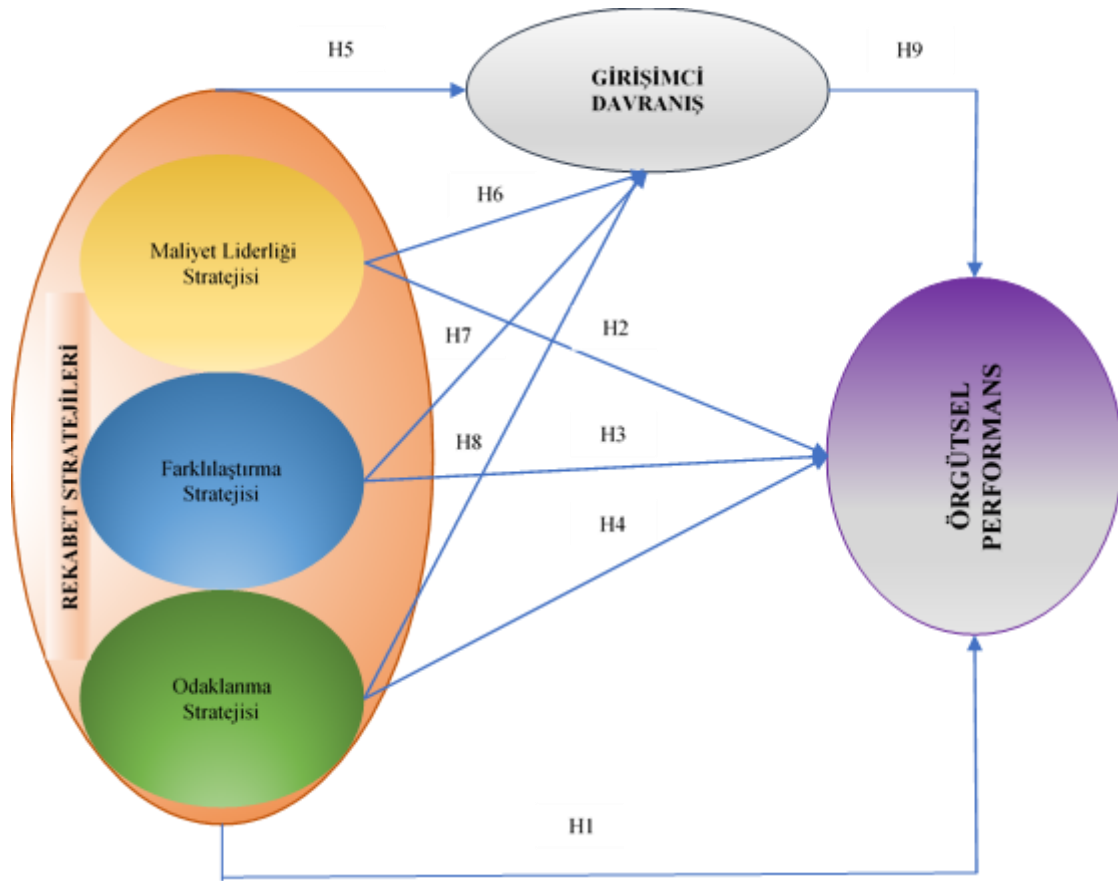 H5
H9
GİRİŞİMCİ
DAVRANIŞ
H6
Maliyet Liderliği
Stratejisi
H7
H2
REKABET STRATEJİLERİ
ÖRGÜTSEL
PERFORMANS
H8
H3
Farklılaştırma
Stratejisi
H4
Odaklanma
Stratejisi
H1